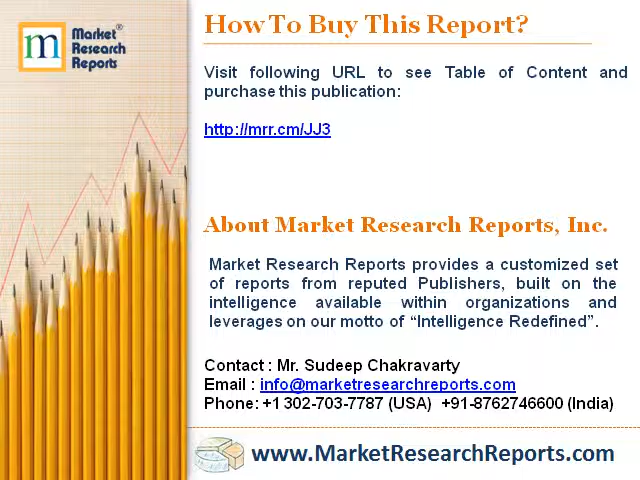 m
Market®
Research
Reports
How To Buy This Report?
Visit following URL to see Table of Content and
purchase this publication:
http://mrr.cm/JJ3
About Market Research Reports, Inc.
Market Research Reports provides a customized set
of reports from reputed Publishers, built on the
intelligence available within organizations and
leverages on our motto of “Intelligence Redefined”.
Contact : Mr. Sudeep Chakravarty
Email : info@marketresearchreports.com
Phone: +1 302-703-7787 (USA) +91-8762746600 (India)
www.MarketResearchReports.com